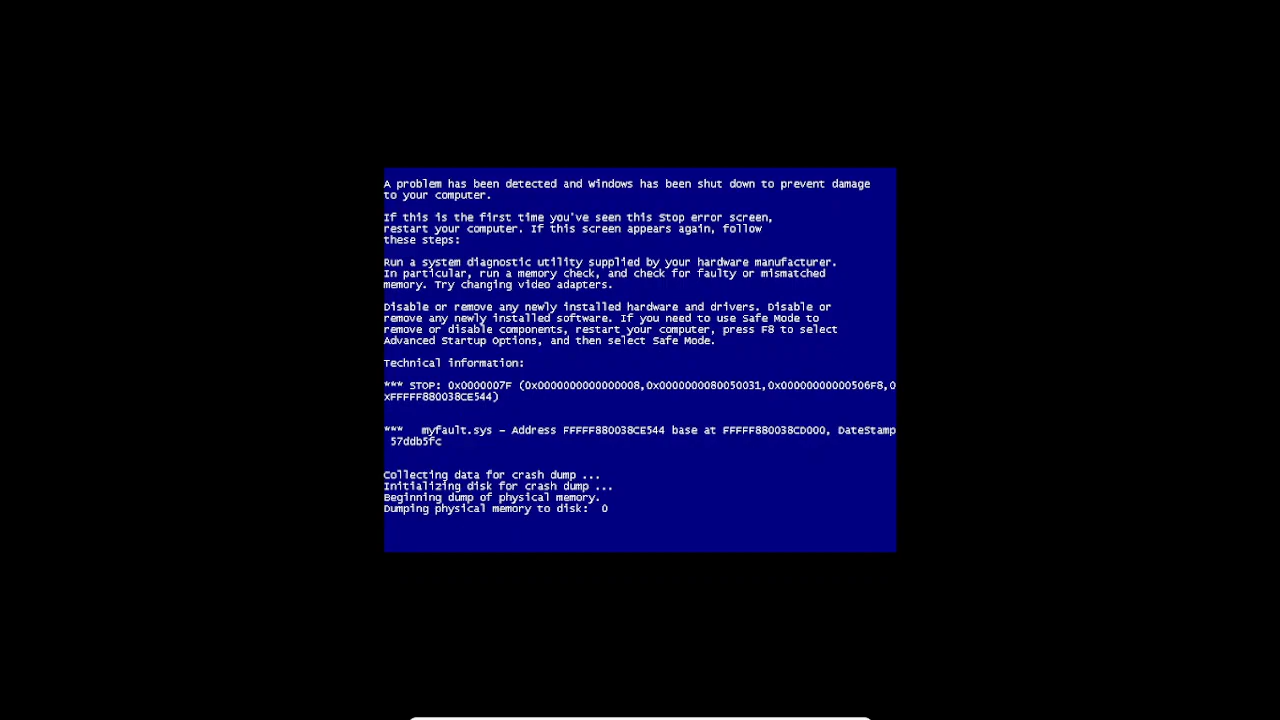 A problem has been detected and Windows has been shut down to prevent damage
to your computer.
If this is the first time you've seen this Stop error screen,
restart your computer. If this screen appears again, follow
these steps:
Run a system diagnostic utility supplied by your hardware manufacturer.
In particular, run a memory check, and check for faulty or mismatched
memory. Try changing video adapters.
Disable or remove any newly installed hardware and drivers. Disable or
remove any newly installed software. If you need to use Safe Mode to
remove or disable components, restart your computer, press F8 to select
Advanced Startup Options, and then select Safe Mode.
Technical information:
*** STOP: 0x0000007F (0x0000000000000008,0x0000000080050031,0x00000000000506F8,0
xFFFFF880038CE544)
*** myfault.sys - Address FFFFF880038CE544 base at FFFFF880038CD000, DateStamp
57ddb5fc
Collecting data for crash dump ...
Initializing disk for crash dump ...
Beginning dump of physical memory.
Dumping physical memory to disk: 0